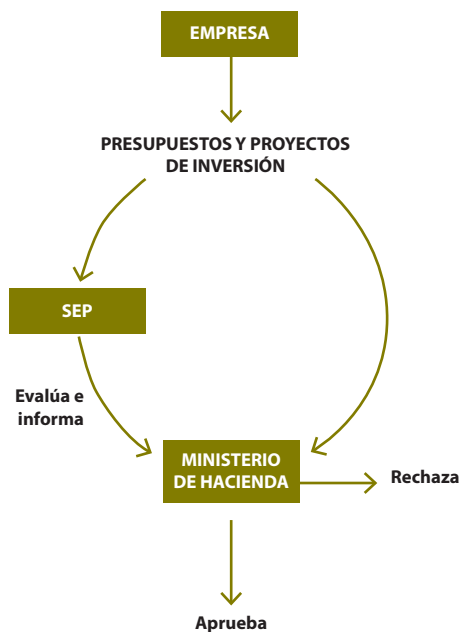 EMPRESA
PRESUPUESTOS Y PROYECTOS
DE INVERSIÓN
SEP
Evalúa e
informa
MINISTERIO
DE HACIENDA
Rechaza
Aprueba